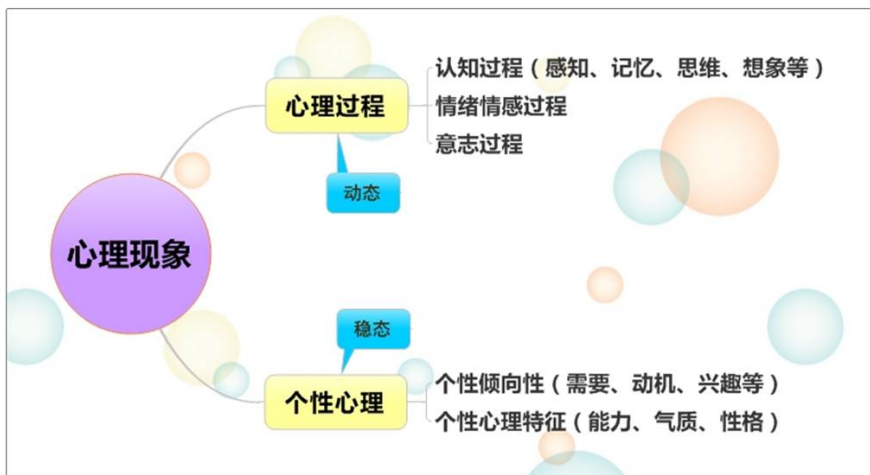 认知过程（感知、记忆、思维、想象等）
心理过程
情绪情感过程
意志过程
动态
心理现象
稳态
个性心理
个性倾向性（需要、动机、兴趣等）
个性心理特征（能力、气质、性格）